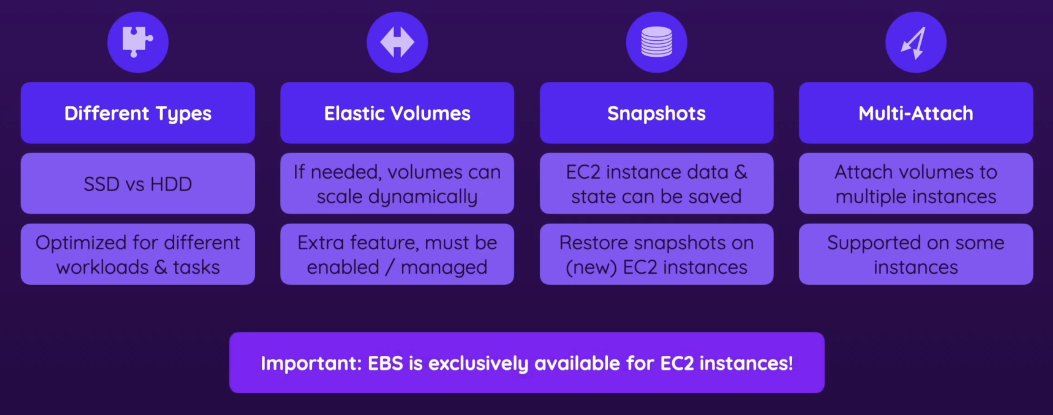 Different Types
SSD vs HDD
Optimized for different
workloads & tasks
Elastic Volumes
If needed, volumes can
scale dynamically
Extra feature, must be
enabled / managed
Snapshots
EC2 instance data &
state can be saved
Restore snapshots on
(new) EC2 instances
Multi-Attach
Attach volumes to
multiple instances
Supported on some
instances
Important: EBS is exclusively available for EC2 instances!